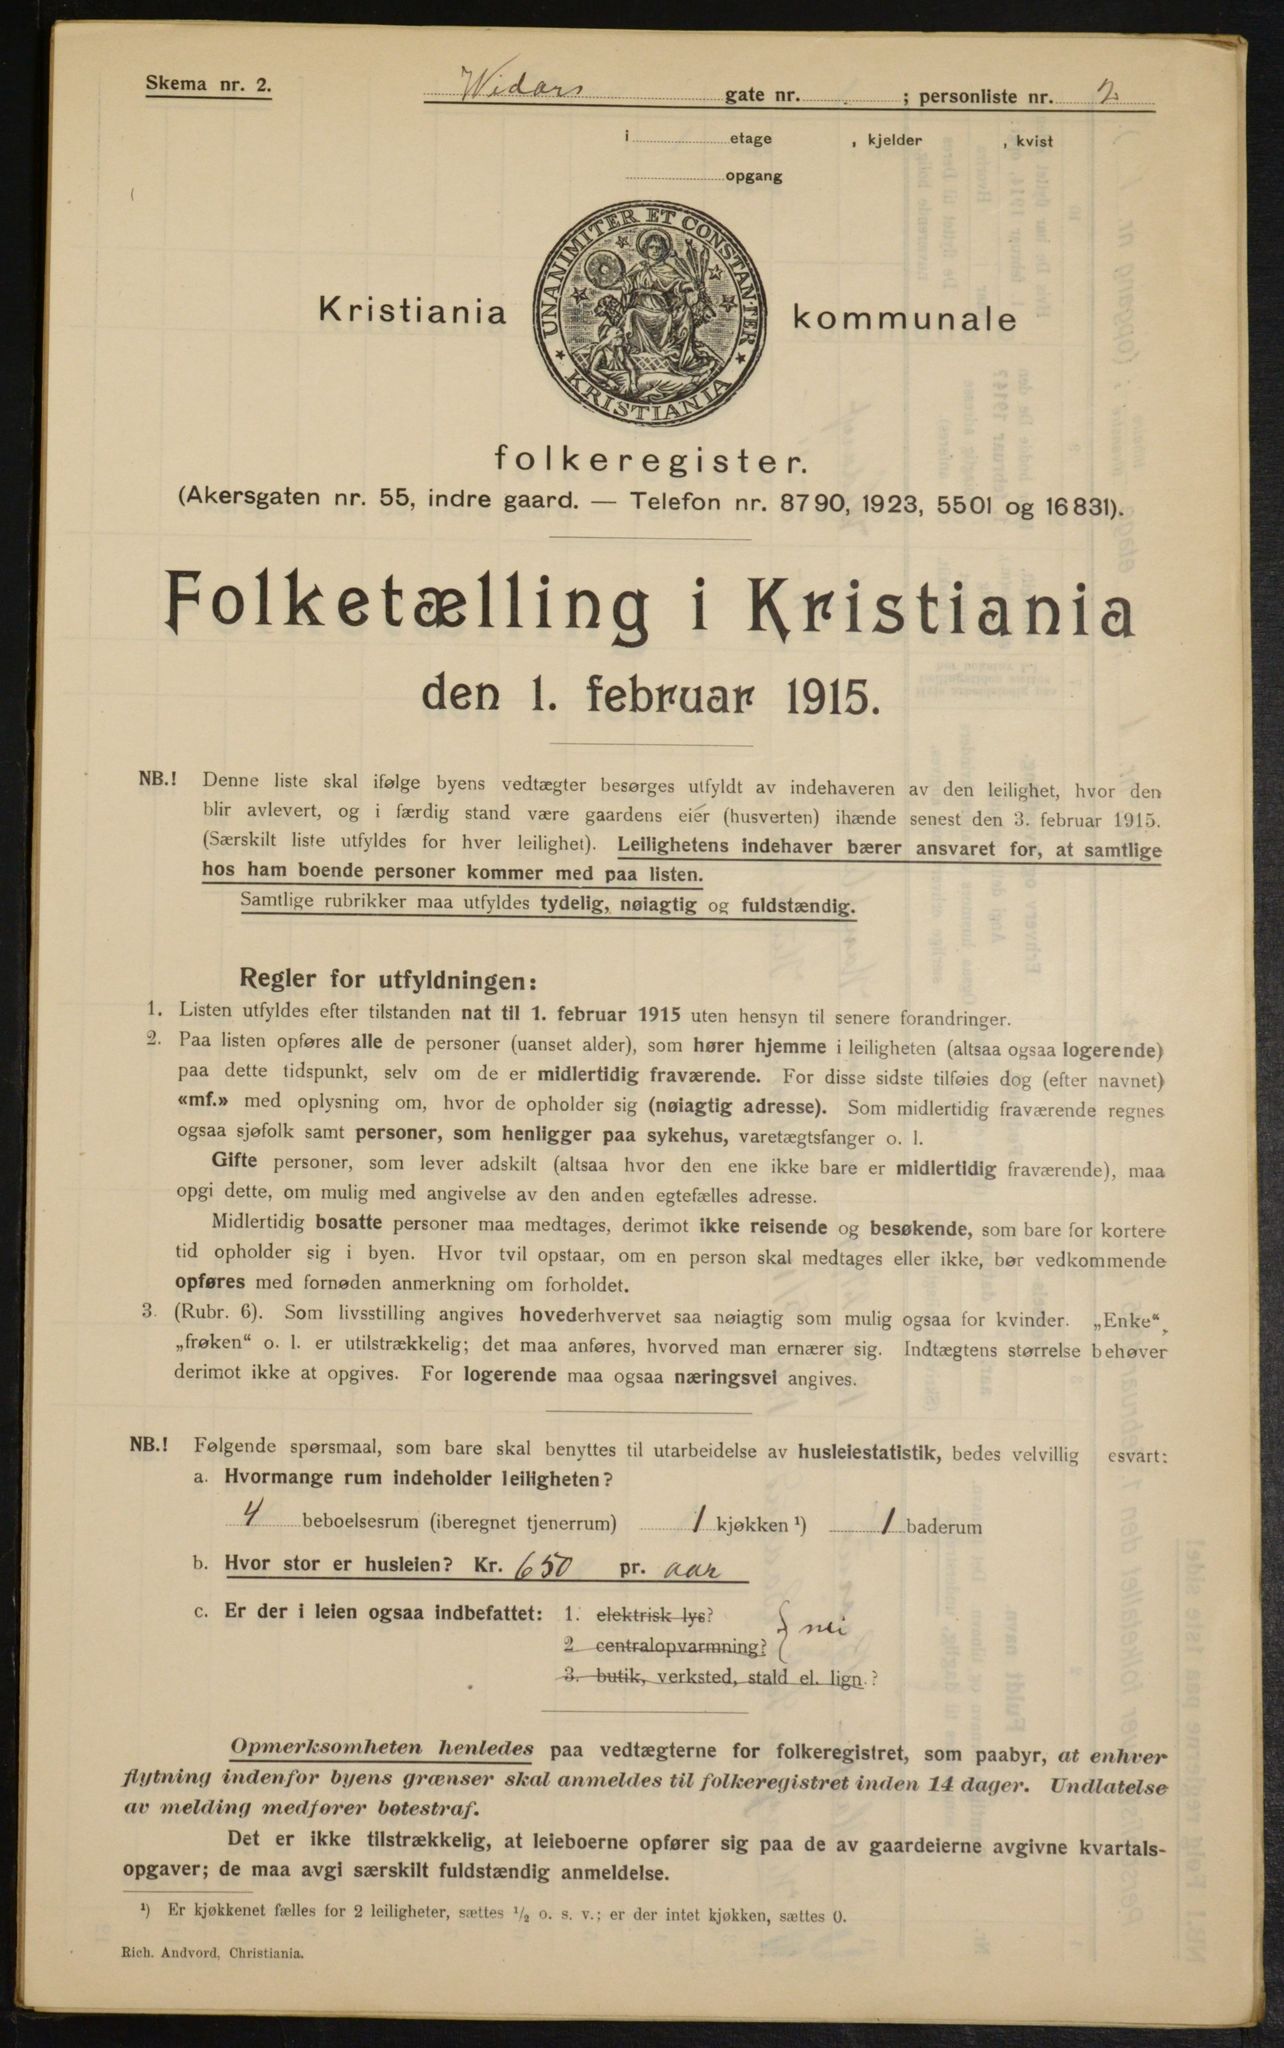 Skema nr. 2.
Widars gate nr. ; personliste nr. 2
i etage , kjelder , kvist
opgang
UNANIMITER ET CONSTANTER
KRISTIANIA
Kristiania kommunale
folkeregister.
(Akersgaten nr. 55, indre gaard. — Telefon nr. 8790, 1923, 5501 og 16831).
Folketælling i Kristiania
den 1. februar 1915.
NB.! Denne liste skal ifølge byens vedtægter besørges utfyldt av indehaveren av den leilighet, hvor den
blir avlevert, og i færdig stand være gaardens eier (husverten) ihænde senest den 3. februar 1915.
(Særskilt liste utfyldes for hver leilighet). Leilighetens indehaver bærer ansvaret for, at samtlige
hos ham boende personer kommer med paa listen.
Samtlige rubrikker maa utfyldes tydelig, nøiagtig og fuldstændig.
Regler for utfyldningen:
1. Listen utfyldes efter tilstanden nat til 1. februar 1915 uten hensyn til senere forandringer.
2. Paa listen opføres alle de personer (uanset alder), som hører hjemme i leiligheten (altsaa ogsaa logerende)
paa dette tidspunkt, selv om de er midlertidig fraværende. For disse sidste tilføies dog (efter navnet)
«mf.» med oplysning om, hvor de opholder sig (nøiagtig adresse). Som midlertidig fraværende regnes
ogsaa sjøfolk samt personer, som henligger paa sykehus, varetægtsfanger o. l.
Gifte personer, som lever adskilt (altsaa hvor den ene ikke bare er midlertidig fraværende), maa
opgi dette, om mulig med angivelse av den anden egtefælles adresse.
Midlertidig bosatte personer maa medtages, derimot ikke reisende og besøkende, som bare for kortere
tid opholder sig i byen. Hvor tvil opstaar, om en person skal medtages eller ikke, bør vedkommende
opføres med fornøden anmerkning om forholdet.
3. (Rubr. 6). Som livsstilling angives hovederhvervet saa nøiagtig som mulig ogsaa for kvinder. „Enke“,
„frøken“ o. l. er utilstrækkelig; det maa anføres, hvorved man ernærer sig. Indtægtens størrelse behøver
derimot ikke at opgives. For logerende maa ogsaa næringsvei angives.
NB.! Følgende spørsmaal, som bare skal benyttes til utarbeidelse av husleiestatistik, bedes velvillig esvart:
a. Hvormange rum indeholder leiligheten?
4 beboelsesrum (iberegnet tjenerrum) 1 kjøkken ¹) 1 baderum
b. Hvor stor er husleien? Kr. 650 pr. aar
c. Er der i leien ogsaa indbefattet: 1. elektrisk lys?
2 centralopvarmning? } nei
3. butik, verksted, stald el. lign.?
Opmerksomheten henledes paa vedtægterne for folkeregistret, som paabyr, at enhver
flytning indenfor byens grænser skal anmeldes til folkeregistret inden 14 dager. Undlatelse
av melding medfører bøtestraf.
Det er ikke tilstrækkelig, at leieboerne opfører sig paa de av gaardeierne avgivne kvartals-
opgaver; de maa avgi særskilt fuldstændig anmeldelse.
¹) Er kjøkkenet fælles for 2 leiligheter, sættes ½ o. s. v.; er der intet kjøkken, sættes 0.
Rich. Andvord, Christiania.